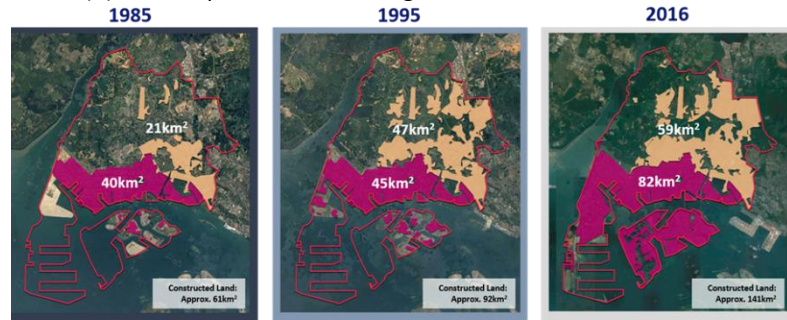 1985
1995
2016
21km²
40km²
Constructed Land:
Approx. 61km²
47km²
45km²
Constructed Land:
Approx. 92km²
59km²
82km²
Constructed Land:
Approx. 141km²